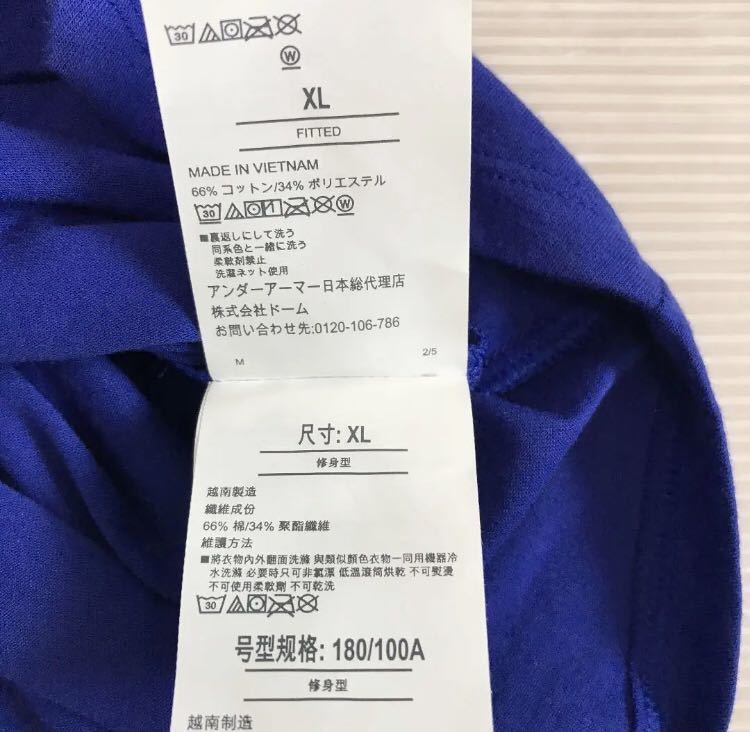 30
W
XL
FITTED
MADE IN VIETNAM
66% コットン/34% ポリエステル
30 W
■裏返しにして洗う
同系色と一緒に洗う
柔軟剤禁止
洗濯ネット使用
アンダーアーマー日本総代理店
株式会社ドーム
お問い合わせ先:0120-106-786
M 2/5
尺寸: XL
修身型
越南製造
纖維成份
66% 棉/34% 聚酯纖維
維護方法
■將衣物內外翻面洗滌 與類似顏色衣物一同用機器冷
水洗滌 必要時只可非氯漂 低溫滾筒烘乾 不可熨燙
不可使用柔軟劑 不可乾洗
30
号型规格: 180/100A
修身型
越南制造